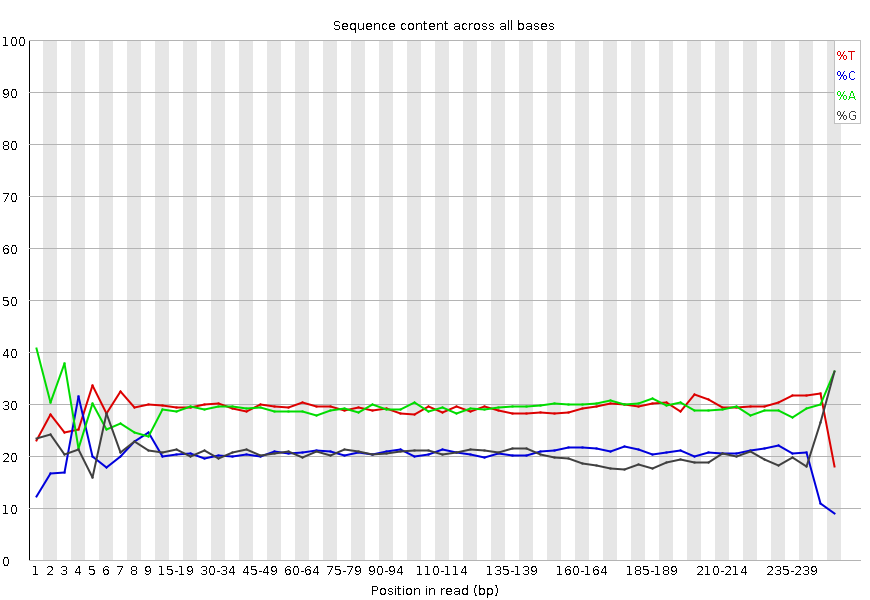 Sequence content across all bases
100
90
80
70
60
50
40
30
20
10
0
%T
%C
%A
%G
1 2 3 4 5 6 7 8 9 15-19 30-34 45-49 60-64 75-79 90-94 110-114 135-139 160-164 185-189 210-214 235-239
Position in read (bp)